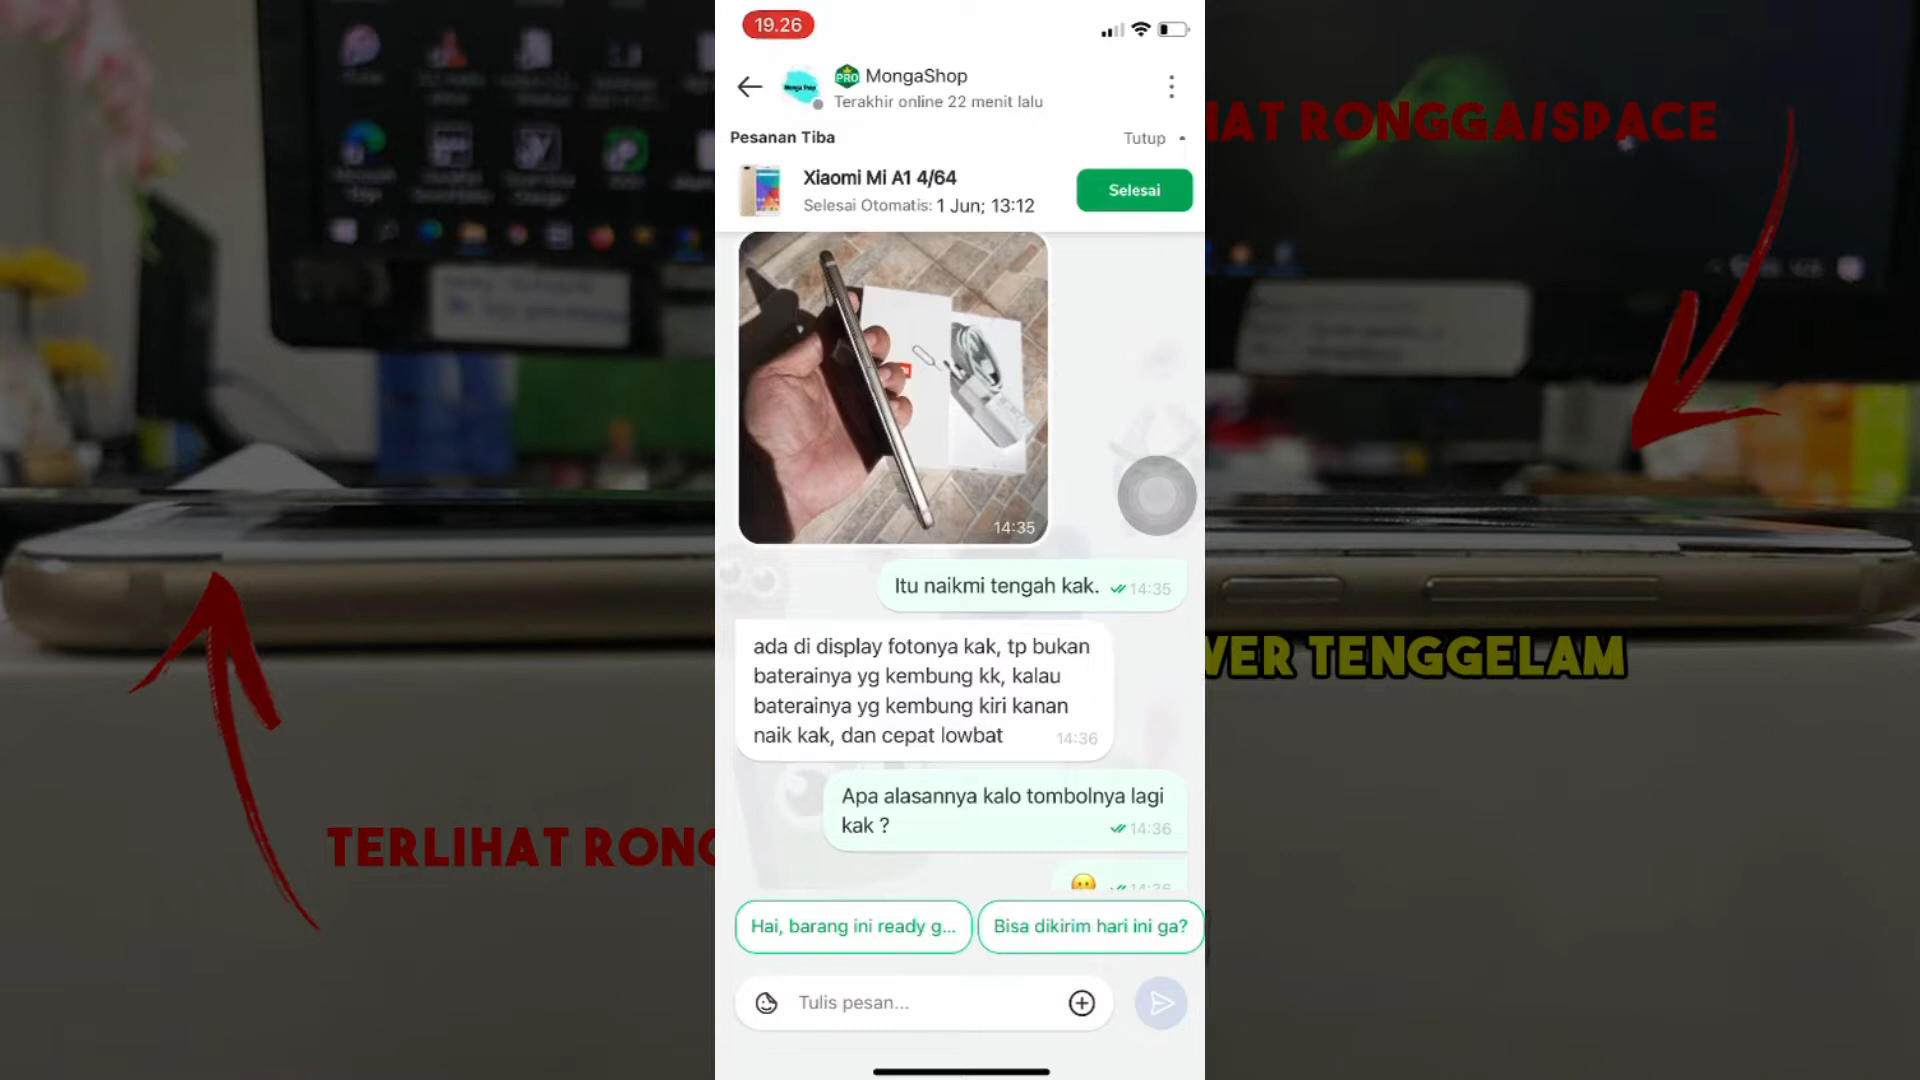 19.26
PRO MongaShop
Terakhir online 22 menit lalu
Pesanan Tiba
Tutup
Xiaomi Mi A1 4/64
Selesai Otomatis: 1 Jun; 13:12
Selesai
14:35
Itu naikmi tengah kak.
14:35
ada di display fotonya kak, tp bukan
baterainya yg kembung kk, kalau
baterainya yg kembung kiri kanan
naik kak, dan cepat lowbat
14:36
Apa alasannya kalo tombolnya lagi
kak ?
14:36
14:36
Hai, barang ini ready g...
Bisa dikirim hari ini ga?
Tulis pesan...
HAT RONGGA/SPACE
VER TENGGELAM
TERLIHAT RONG